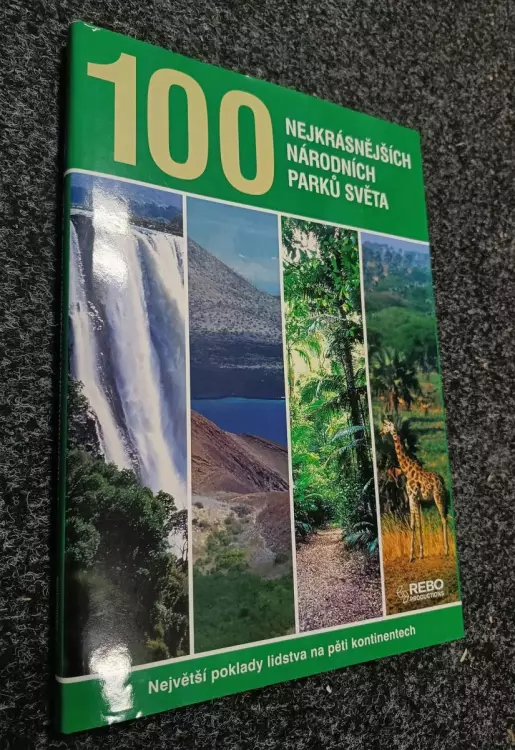 100
NEJKRÁSNĚJŠÍCH
NÁRODNÍCH
PARKŮ SVĚTA
REBO
PRODUCTIONS
Největší poklady lidstva na pěti kontinentech